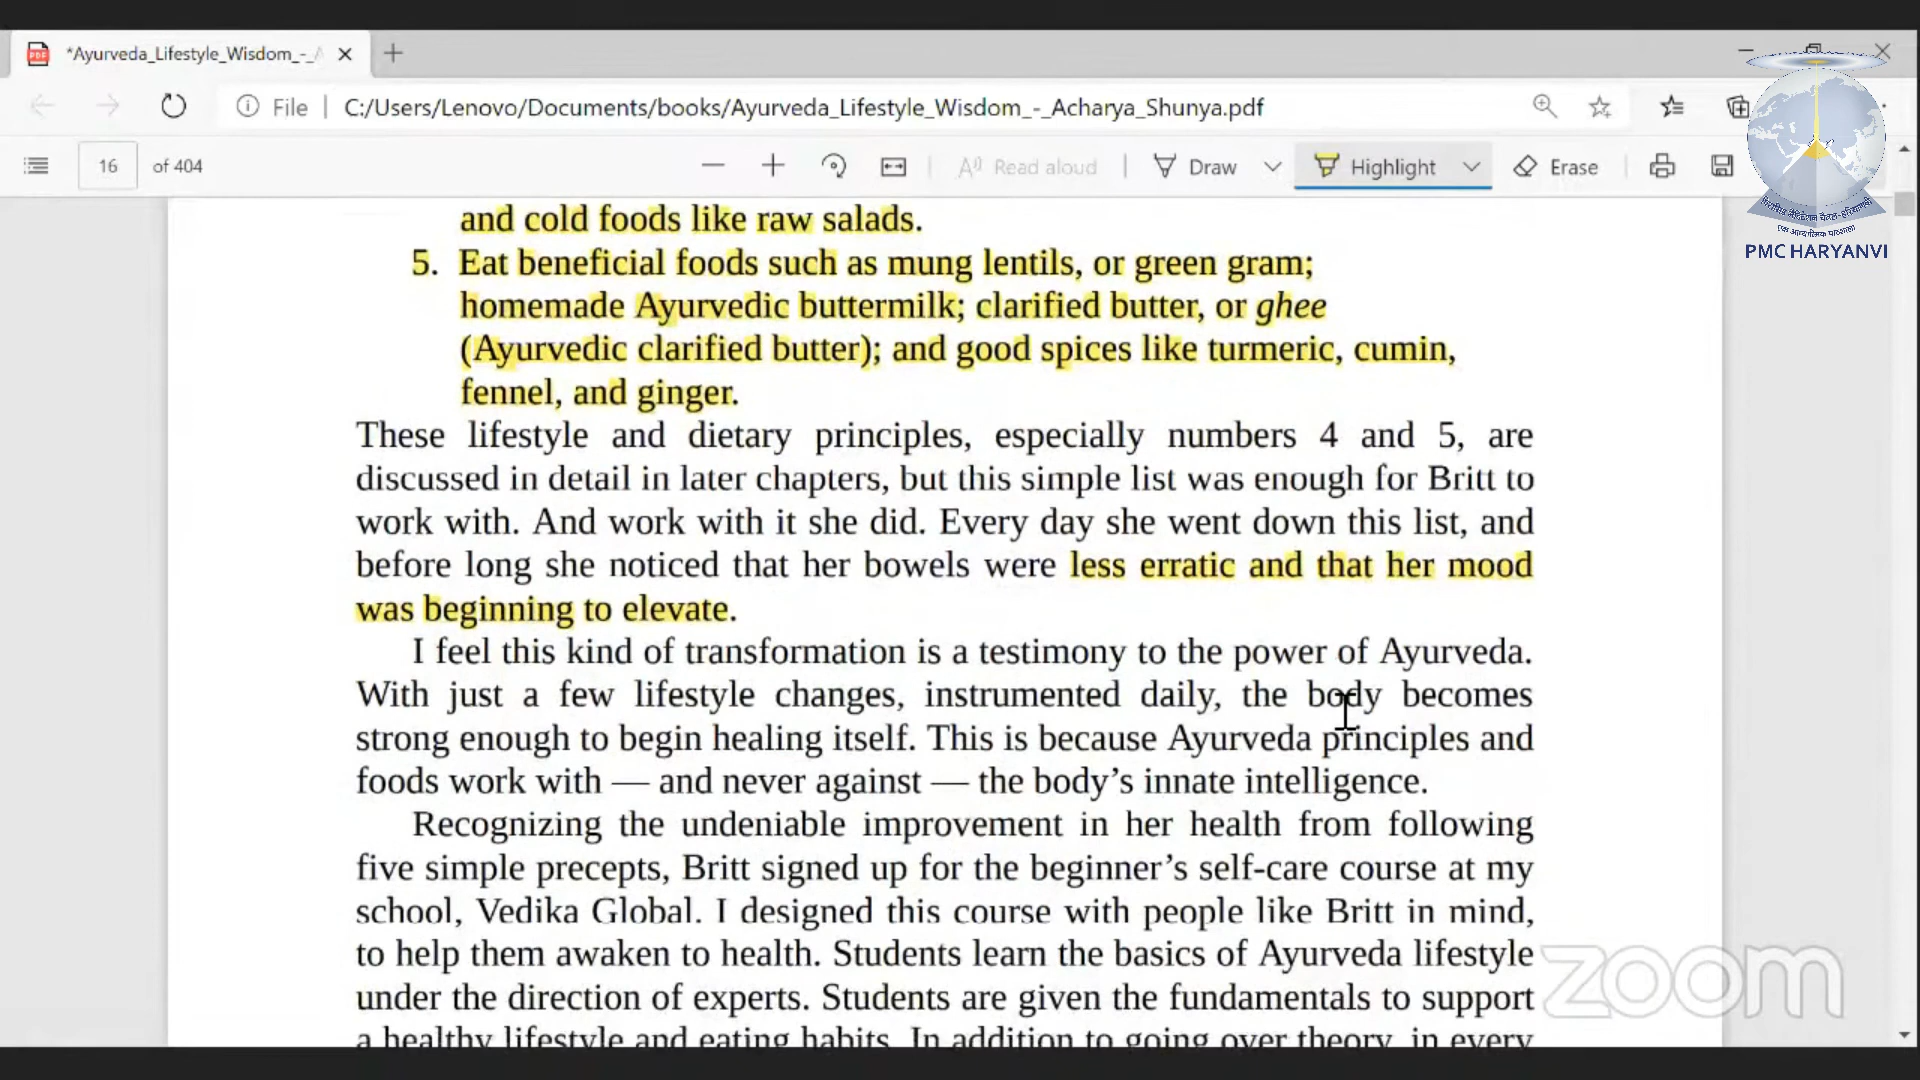 *Ayurveda_Lifestyle_Wisdom_-_A
File
C:/Users/Lenovo/Documents/books/Ayurveda_Lifestyle_Wisdom_-_Acharya_Shunya.pdf
16 of 404
Read aloud
Draw
Highlight
Erase
PMC HARYANVI
and cold foods like raw salads.
5. Eat beneficial foods such as mung lentils, or green gram;
homemade Ayurvedic buttermilk; clarified butter, or ghee
(Ayurvedic clarified butter); and good spices like turmeric, cumin,
fennel, and ginger.
These lifestyle and dietary principles, especially numbers 4 and 5, are
discussed in detail in later chapters, but this simple list was enough for Britt to
work with. And work with it she did. Every day she went down this list, and
before long she noticed that her bowels were less erratic and that her mood
was beginning to elevate.
I feel this kind of transformation is a testimony to the power of Ayurveda.
With just a few lifestyle changes, instrumented daily, the body becomes
strong enough to begin healing itself. This is because Ayurveda principles and
foods work with — and never against — the body’s innate intelligence.
Recognizing the undeniable improvement in her health from following
five simple precepts, Britt signed up for the beginner’s self-care course at my
school, Vedika Global. I designed this course with people like Britt in mind,
to help them awaken to health. Students learn the basics of Ayurveda lifestyle
under the direction of experts. Students are given the fundamentals to support
a healthy lifestyle and eating habits. In addition to going over theory, in every
zoom